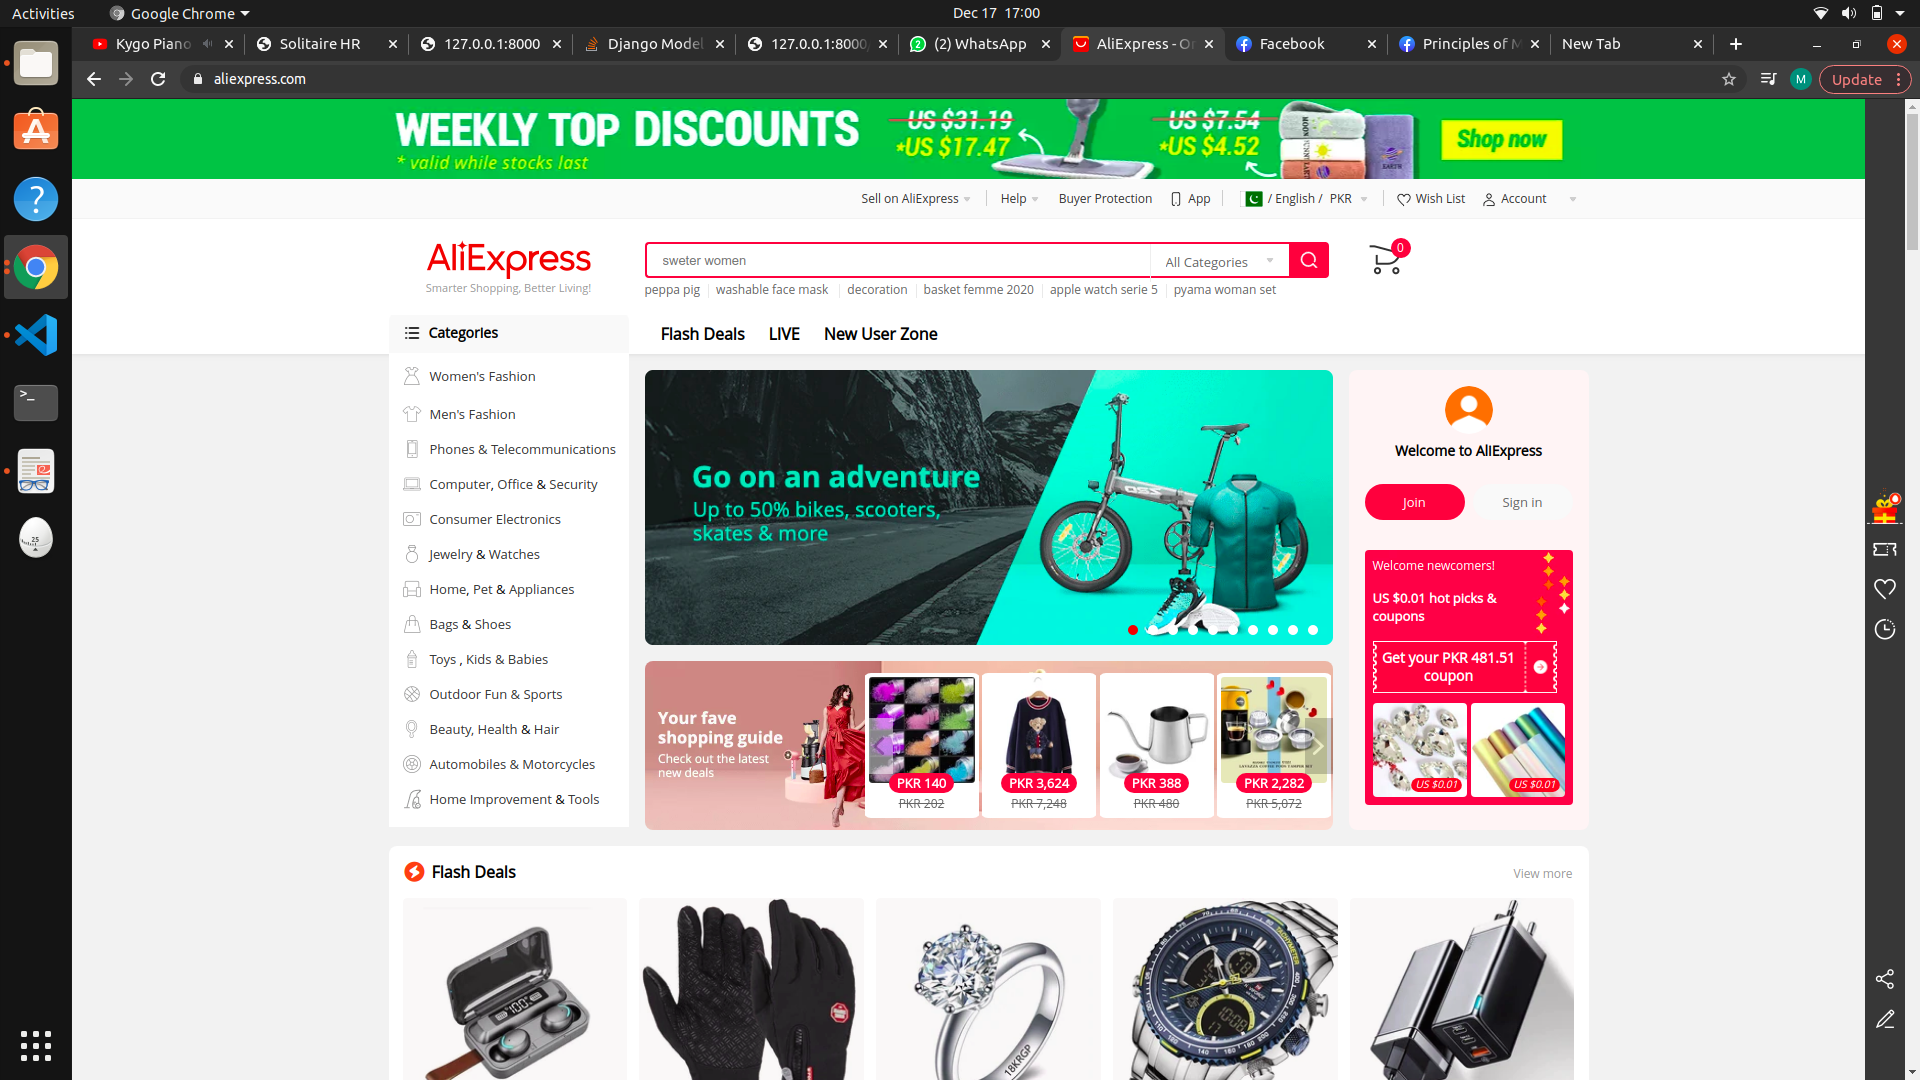 Activities
Google Chrome
Dec 17 17:00
Kygo Piano
Solitaire HR
127.0.0.1:8000
Django Model
127.0.0.1:8000
(2) WhatsApp
AliExpress - On
Facebook
Principles of M
New Tab
aliexpress.com
M
Update
WEEKLY TOP DISCOUNTS
* valid while stocks last
US $31.19
*US $17.47
US $7.54
*US $4.52
Shop now
Sell on AliExpress
Help
Buyer Protection
App
/ English / PKR
Wish List
Account
AliExpress
Smarter Shopping, Better Living!
sweter women
All Categories
0
peppa pig
washable face mask
decoration
basket femme 2020
apple watch serie 5
pyama woman set
Categories
Flash Deals
LIVE
New User Zone
Women's Fashion
Men's Fashion
Phones & Telecommunications
Computer, Office & Security
Consumer Electronics
Jewelry & Watches
Home, Pet & Appliances
Bags & Shoes
Toys , Kids & Babies
Outdoor Fun & Sports
Beauty, Health & Hair
Automobiles & Motorcycles
Home Improvement & Tools
Go on an adventure
Up to 50% bikes, scooters,
skates & more
Welcome to AliExpress
Join
Sign in
Welcome newcomers!
US $0.01 hot picks &
coupons
Get your PKR 481.51
coupon
US $0.01
US $0.01
Your fave
shopping guide
Check out the latest
new deals
PKR 140
PKR 202
PKR 3,624
PKR 7,248
PKR 388
PKR 480
PKR 2,282
PKR 5,072
Flash Deals
View more
18KRGP
25